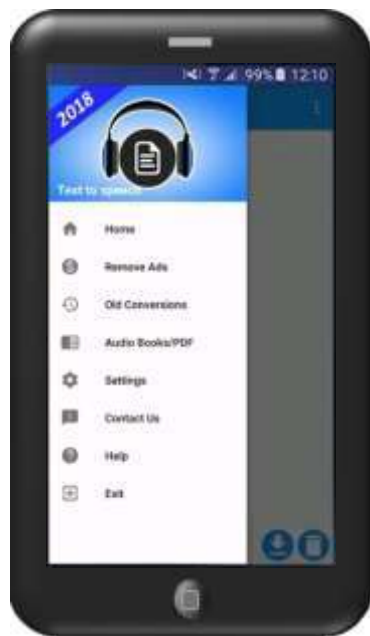 99% 12:10
2018
Text to speech
Home
Remove Ads
Old Conversions
Audio Books/PDF
Settings
Contact Us
Help
Exit